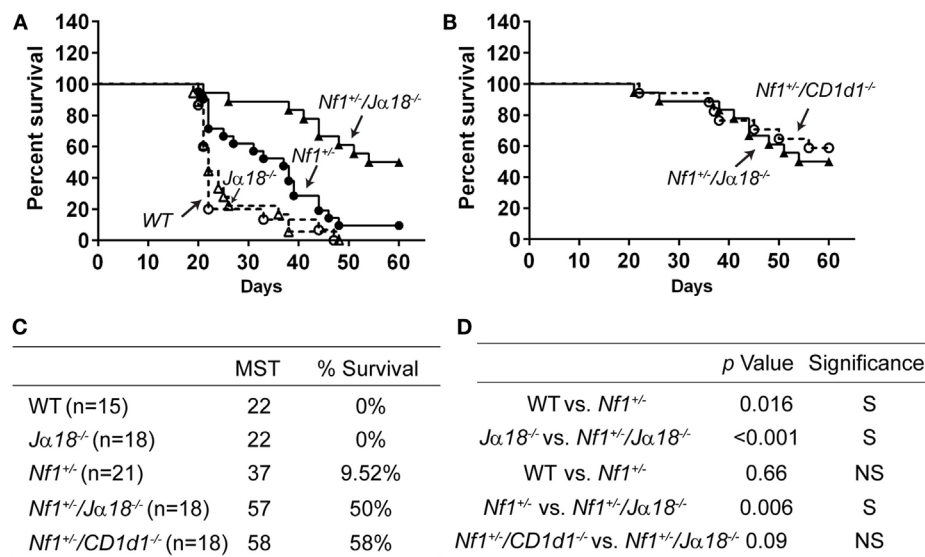 A
140
120
100
80
60
40
20
0
Percent survival
0 10 20 30 40 50 60
Days
WT
Jα18-/-
Nf1+/-
Nf1+/-/Jα18-/-
B
140
120
100
80
60
40
20
0
Percent survival
0 10 20 30 40 50 60
Days
Nf1+/-/CD1d1-/-
Nf1+/-/Jα18-/-
C
MST % Survival
WT (n=15) 22 0%
Jα18-/- (n=18) 22 0%
Nf1+/- (n=21) 37 9.52%
Nf1+/-/Jα18-/- (n=18) 57 50%
Nf1+/-/CD1d1-/- (n=18) 58 58%
D
p Value Significance
WT vs. Nf1+/- 0.016 S
Jα18-/- vs. Nf1+/-/Jα18-/- <0.001 S
WT vs. Nf1+/- 0.66 NS
Nf1+/- vs. Nf1+/-/Jα18-/- 0.006 S
Nf1+/-/CD1d1-/- vs. Nf1+/-/Jα18-/- 0.09 NS